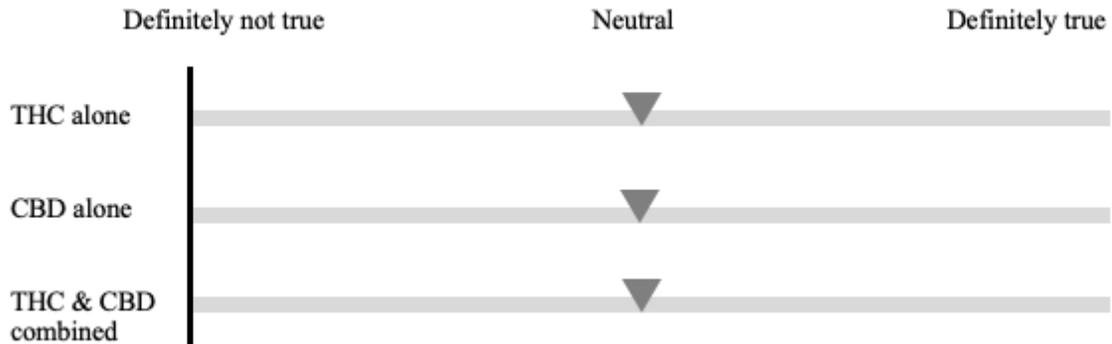 Definitely not true Neutral Definitely true
THC alone
CBD alone
THC & CBD
combined